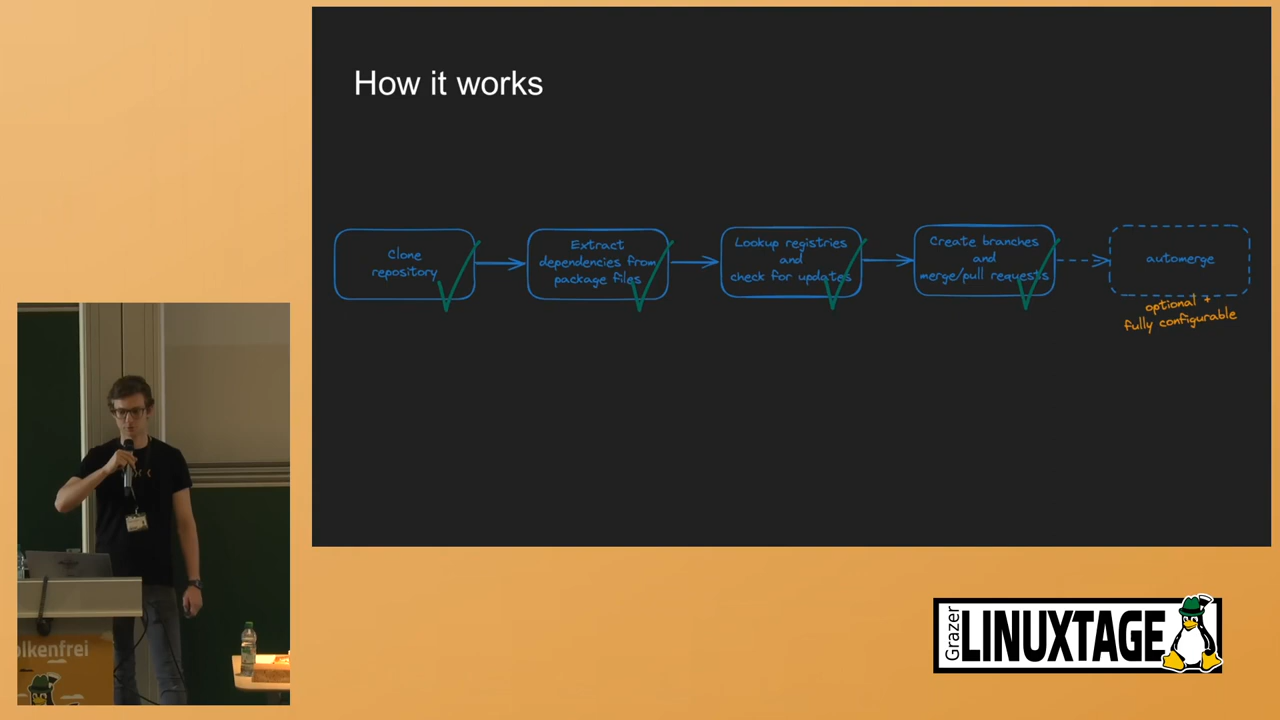 How it works
Clone
repository
Extract
dependencies from
package files
Lookup registries
and
check for updates
Create branches
and
merge/pull requests
automerge
optional +
fully configurable
olkenfrei
Grazer
LINUXTAGE